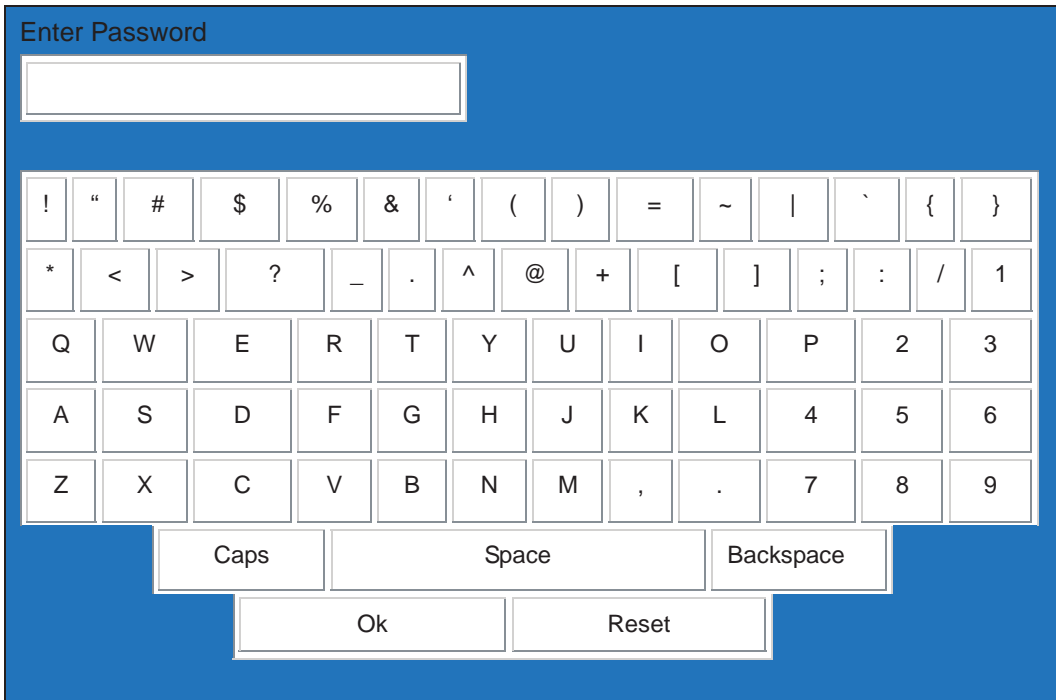 Enter Password
! “ # $ % & ‘ ( ) = ~ | ` { }
* < > ? _ . ^ @ + [ ] ; : / 1
Q W E R T Y U I O P 2 3
A S D F G H J K L 4 5 6
Z X C V B N M , . 7 8 9
Caps Space Backspace
Ok Reset